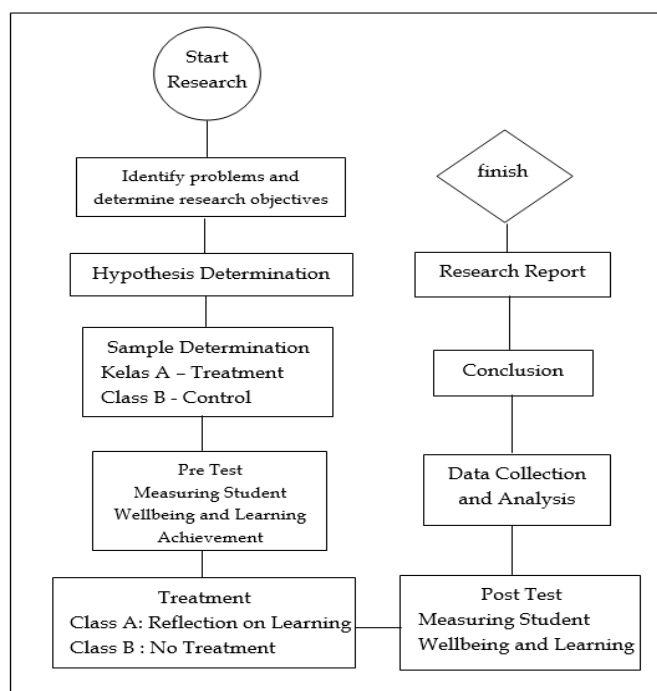 Start
Research
Identify problems and
determine research objectives
Hypothesis Determination
Sample Determination
Kelas A – Treatment
Class B - Control
Pre Test
Measuring Student
Wellbeing and Learning
Achievement
Treatment
Class A: Reflection on Learning
Class B : No Treatment
Post Test
Measuring Student
Wellbeing and Learning
Data Collection
and Analysis
Conclusion
Research Report
finish